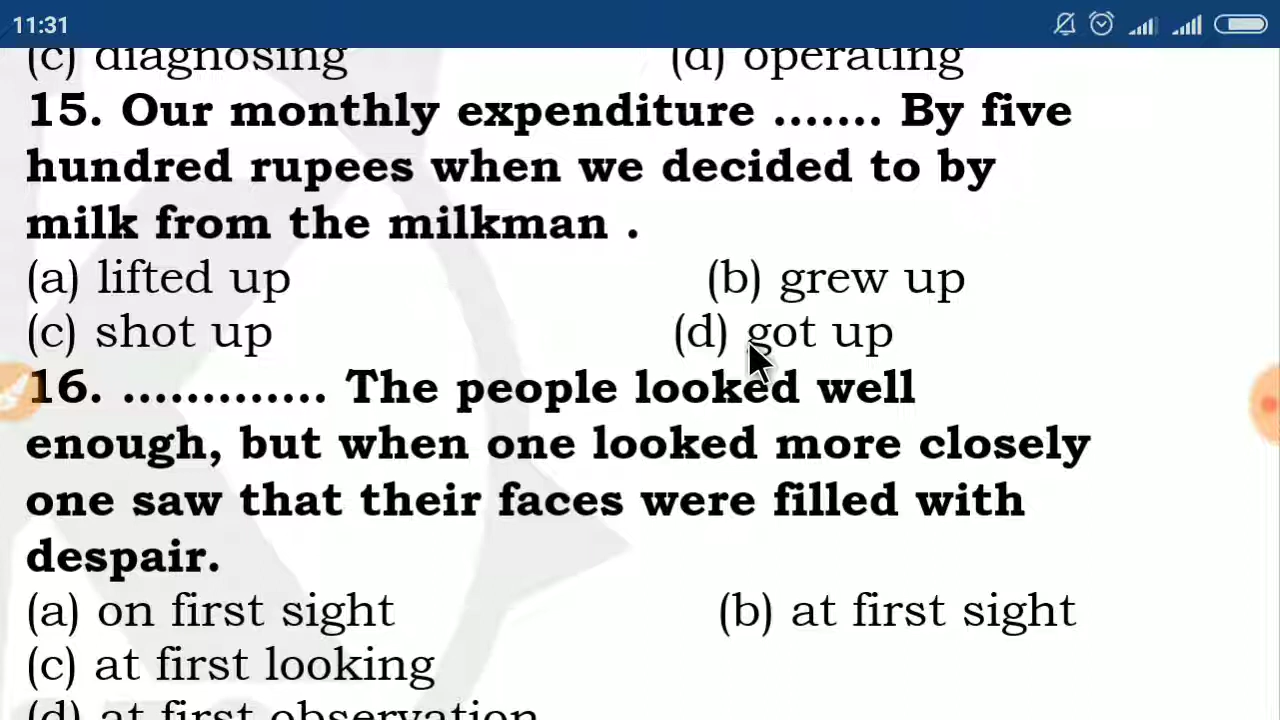 11:31
(c) diagnosing (d) operating
15. Our monthly expenditure ....... By five
hundred rupees when we decided to by
milk from the milkman .
(a) lifted up (b) grew up
(c) shot up (d) got up
16. ............. The people looked well
enough, but when one looked more closely
one saw that their faces were filled with
despair.
(a) on first sight (b) at first sight
(c) at first looking
(d) at first observation